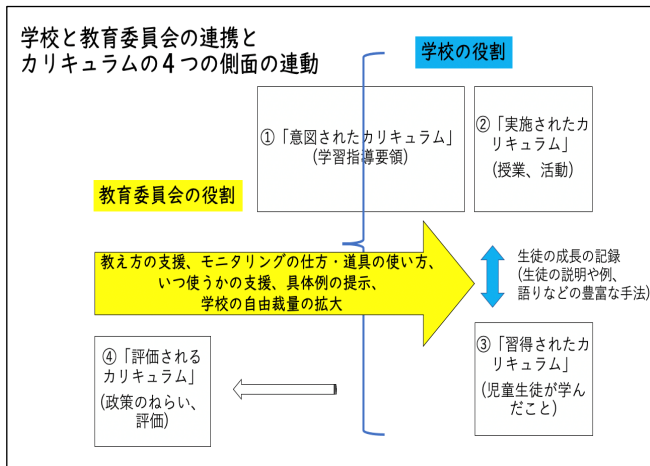 学校と教育委員会の連携と
カリキュラムの4つの側面の連動
学校の役割
①「意図されたカリキュラム」
(学習指導要領)
②「実施されたカ
リキュラム」
(授業、活動)
教育委員会の役割
教え方の支援、モニタリングの仕方・道具の使い方、
いつ使うかの支援、具体例の提示、
学校の自由裁量の拡大
生徒の成長の記録
(生徒の説明や例、
語りなどの豊富な手法)
④「評価される
カリキュラム」
(政策のねらい、
評価)
③「習得されたカ
リキュラム」
(児童生徒が学ん
だこと)